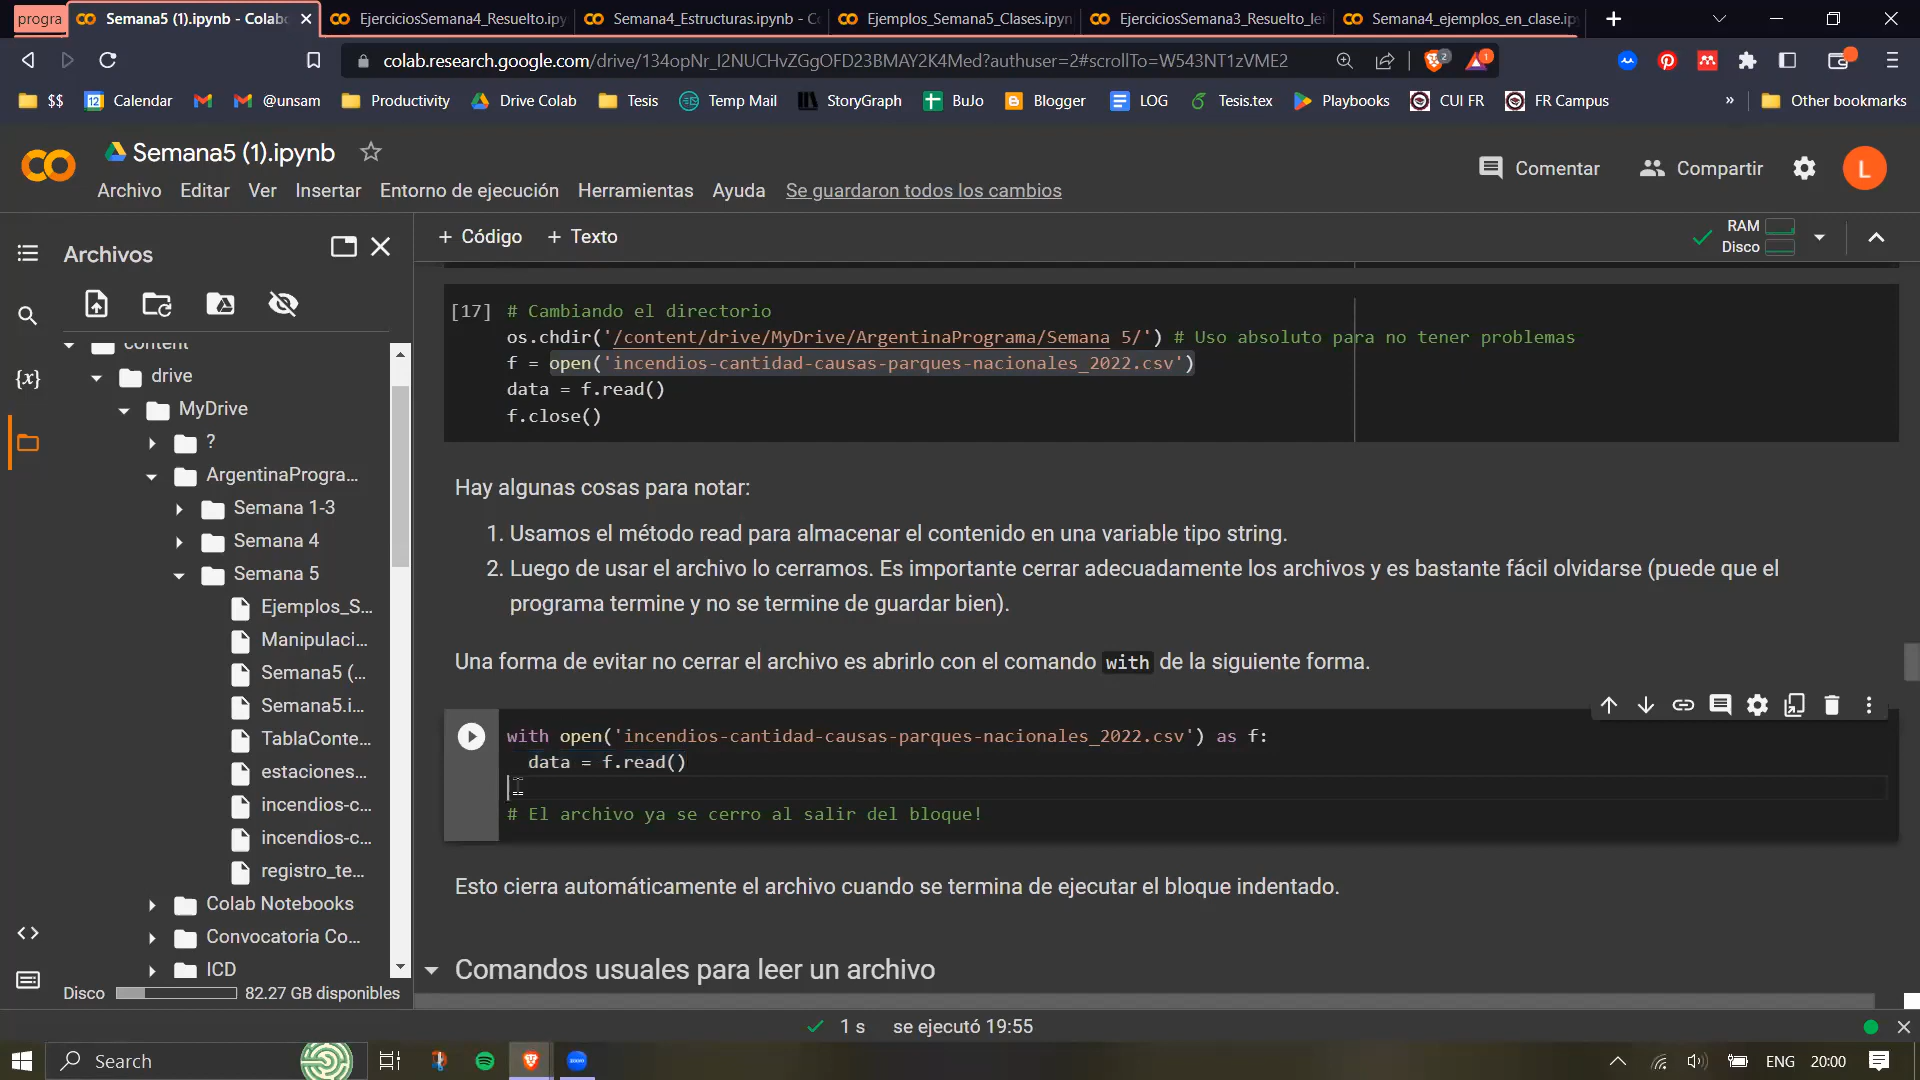 progra
Semana5 (1).ipynb - Colab
EjerciciosSemana4_Resuelto.ipy
Semana4_Estructuras.ipynb - C
Ejemplos_Semana5_Clases.ipyn
EjerciciosSemana3_Resuelto_le
Semana4_ejemplos_en_clase.ip
colab.research.google.com/drive/134opNr_I2NUCHvZGgOFD23BMAY2K4Med?authuser=2#scrollTo=W543NT1zVME2
2
1
$$
12
Calendar
@unsam
Productivity
Drive Colab
Tesis
Temp Mail
StoryGraph
BuJo
Blogger
LOG
Tesis.tex
Playbooks
CUI FR
FR Campus
»
Other bookmarks
Semana5 (1).ipynb
Comentar
Compartir
L
Archivo Editar Ver Insertar Entorno de ejecución Herramientas Ayuda Se guardaron todos los cambios
+ Código + Texto
RAM
Disco
Archivos
{x}
content
drive
MyDrive
?
ArgentinaProgra...
Semana 1-3
Semana 4
Semana 5
Ejemplos_S...
Manipulaci...
Semana5 (...
Semana5.i...
TablaConte...
estaciones...
incendios-c...
incendios-c...
registro_te...
Colab Notebooks
Convocatoria Co...
ICD
Disco 82.27 GB disponibles
[17] # Cambiando el directorio
os.chdir('/content/drive/MyDrive/ArgentinaPrograma/Semana 5/') # Uso absoluto para no tener problemas
f = open('incendios-cantidad-causas-parques-nacionales_2022.csv')
data = f.read()
f.close()
Hay algunas cosas para notar:
1. Usamos el método read para almacenar el contenido en una variable tipo string.
2. Luego de usar el archivo lo cerramos. Es importante cerrar adecuadamente los archivos y es bastante fácil olvidarse (puede que el
programa termine y no se termine de guardar bien).
Una forma de evitar no cerrar el archivo es abrirlo con el comando with de la siguiente forma.
with open('incendios-cantidad-causas-parques-nacionales_2022.csv') as f:
data = f.read()
# El archivo ya se cerro al salir del bloque!
Esto cierra automáticamente el archivo cuando se termina de ejecutar el bloque indentado.
Comandos usuales para leer un archivo
1 s se ejecutó 19:55
Search
zoom
ENG
20:00